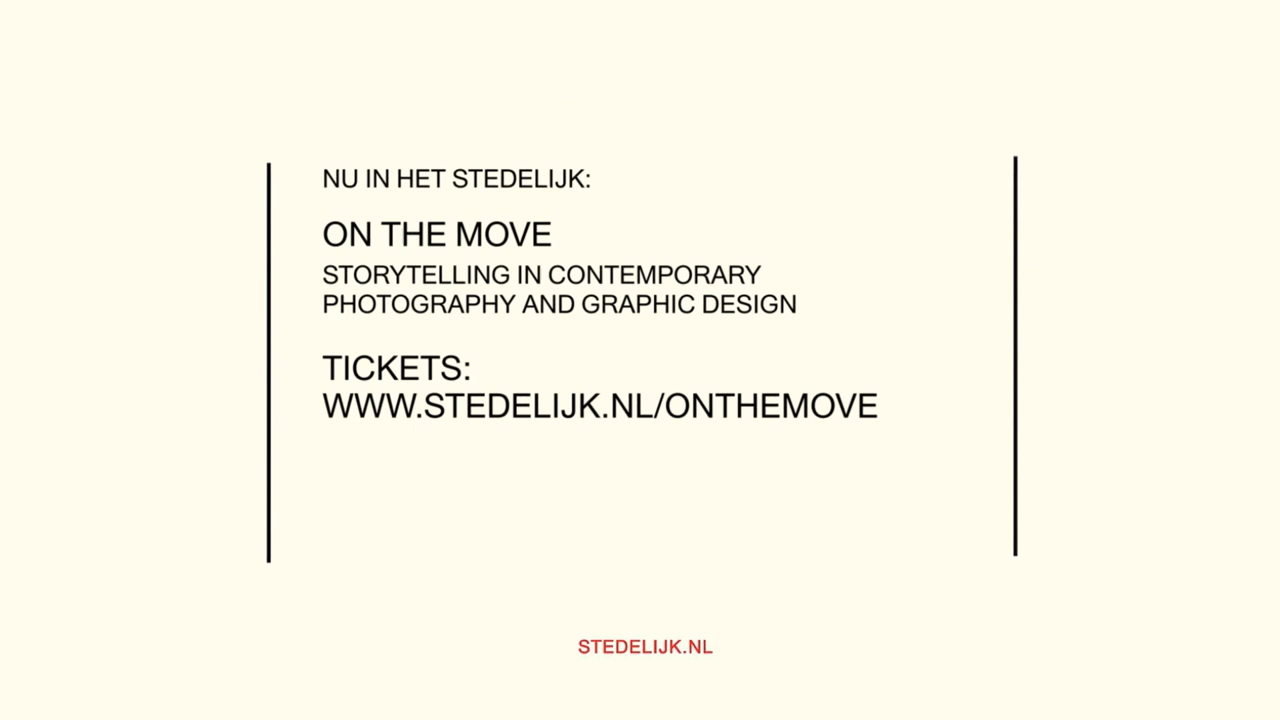 NU IN HET STEDELIJK:
ON THE MOVE
STORYTELLING IN CONTEMPORARY
PHOTOGRAPHY AND GRAPHIC DESIGN
TICKETS:
WWW.STEDELIJK.NL/ONTHEMOVE
STEDELIJK.NL